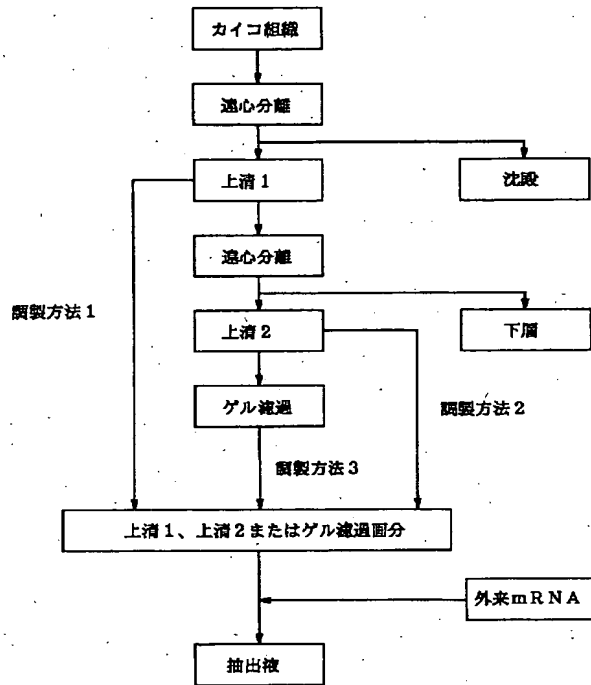 カイコ組織
遠心分離
上清1
沈殿
遠心分離
調製方法1
上清2
下層
ゲル濾過
調製方法2
調製方法3
上清1、上清2またはゲル濾過画分
外来mRNA
抽出液